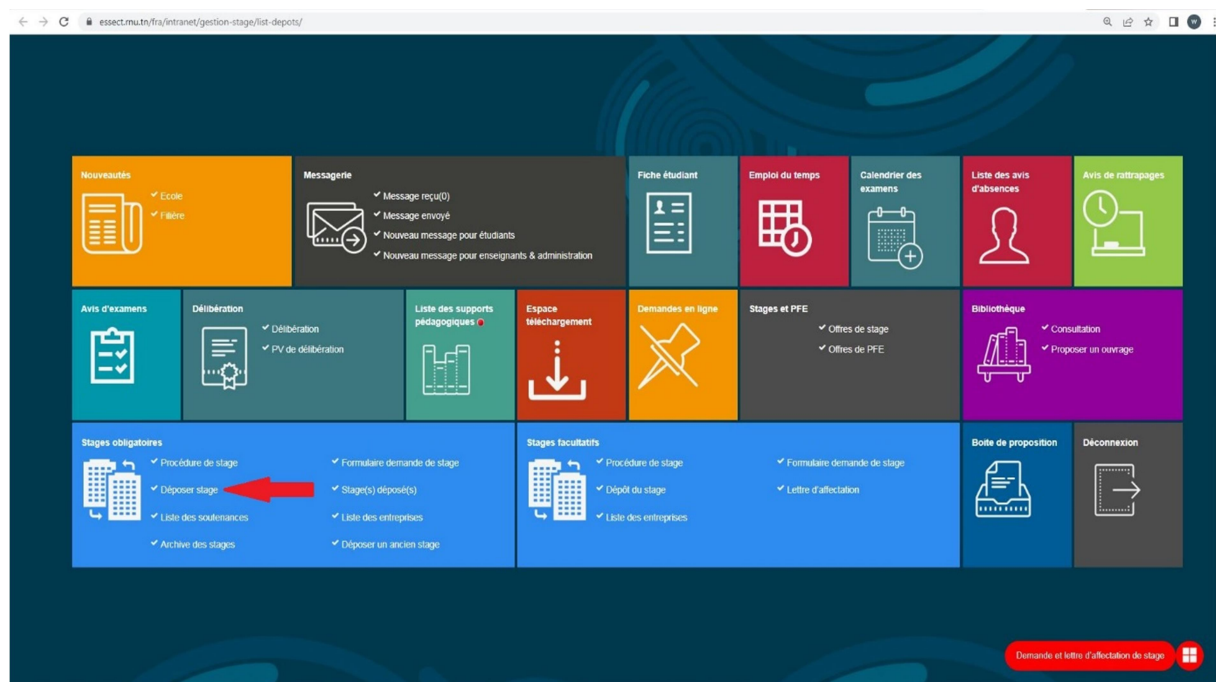 essect.rnu.tn/fra/intranet/gestion-stage/list-depots/
Nouveautés
Ecole
Filière
Messagerie
Message reçu(0)
Message envoyé
Nouveau message pour étudiants
Nouveau message pour enseignants & administration
Fiche étudiant
Emploi du temps
Calendrier des
examens
Liste des avis
d'absences
Avis de rattrapages
Avis d'examens
Délibération
Délibération
PV de délibération
Liste des supports
pédagogiques
Espace
téléchargement
Demandes en ligne
Stages et PFE
Offres de stage
Offres de PFE
Bibliothèque
Consultation
Proposer un ouvrage
Stages obligatoires
Procédure de stage
Déposer stage
Liste des soutenances
Archive des stages
Formulaire demande de stage
Stage(s) déposé(s)
Liste des entreprises
Déposer un ancien stage
Stages facultatifs
Procédure de stage
Dépôt du stage
Liste des entreprises
Formulaire demande de stage
Lettre d'affectation
Boite de proposition
Déconnexion
Demande et lettre d'affectation de stage